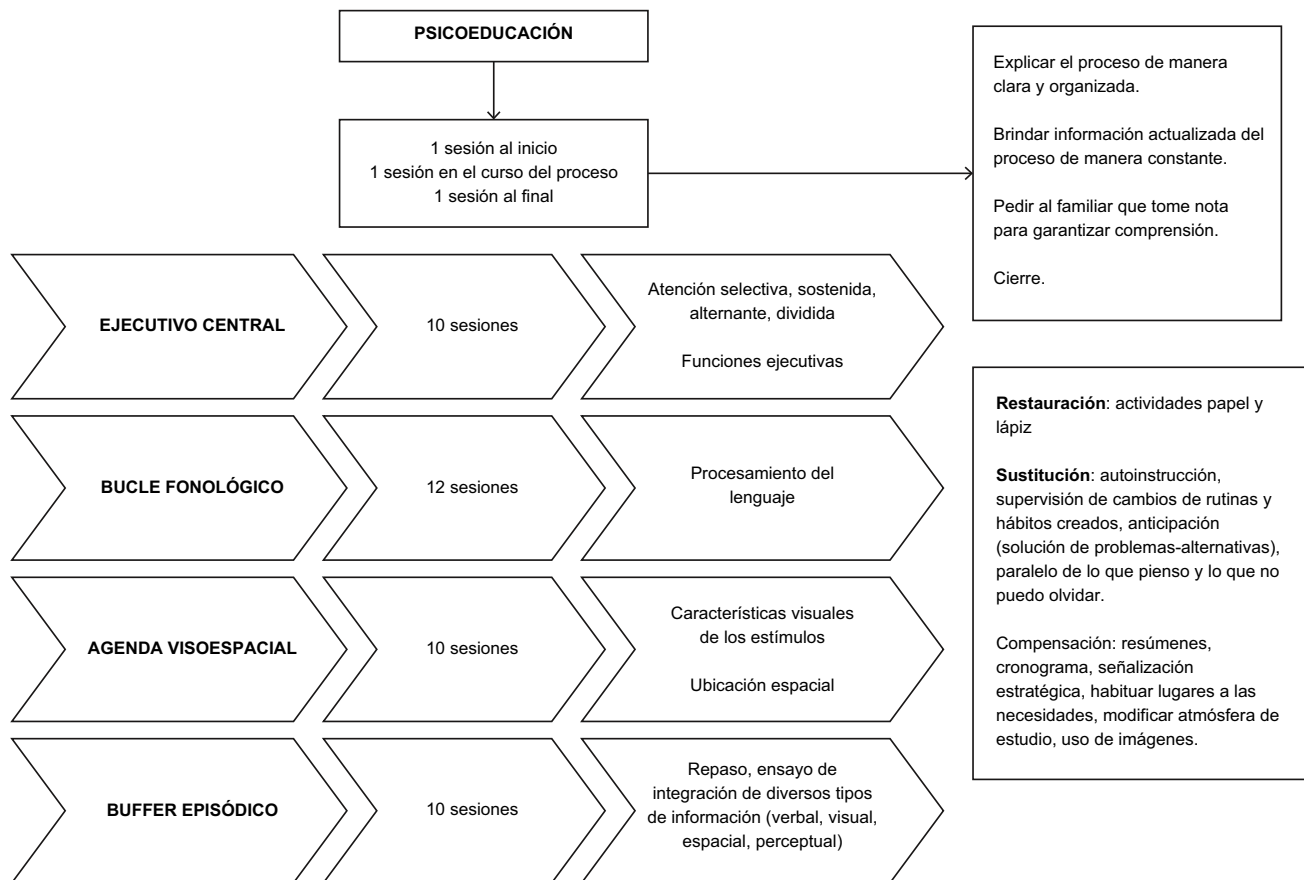 PSICOEDUCACIÓN
1 sesión al inicio
1 sesión en el curso del proceso
1 sesión al final
Explicar el proceso de manera
clara y organizada.
Brindar información actualizada del
proceso de manera constante.
Pedir al familiar que tome nota
para garantizar comprensión.
Cierre.
EJECUTIVO CENTRAL
10 sesiones
Atención selectiva, sostenida,
alternante, dividida
Funciones ejecutivas
BUCLE FONOLÓGICO
12 sesiones
Procesamiento del
lenguaje
AGENDA VISOESPACIAL
10 sesiones
Características visuales
de los estímulos
Ubicación espacial
BUFFER EPISÓDICO
10 sesiones
Repaso, ensayo de
integración de diversos tipos
de información (verbal, visual,
espacial, perceptual)
Restauración: actividades papel y
lápiz
Sustitución: autoinstrucción,
supervisión de cambios de rutinas y
hábitos creados, anticipación
(solución de problemas-alternativas),
paralelo de lo que pienso y lo que no
puedo olvidar.
Compensación: resúmenes,
cronograma, señalización
estratégica, habituar lugares a las
necesidades, modificar atmósfera de
estudio, uso de imágenes.